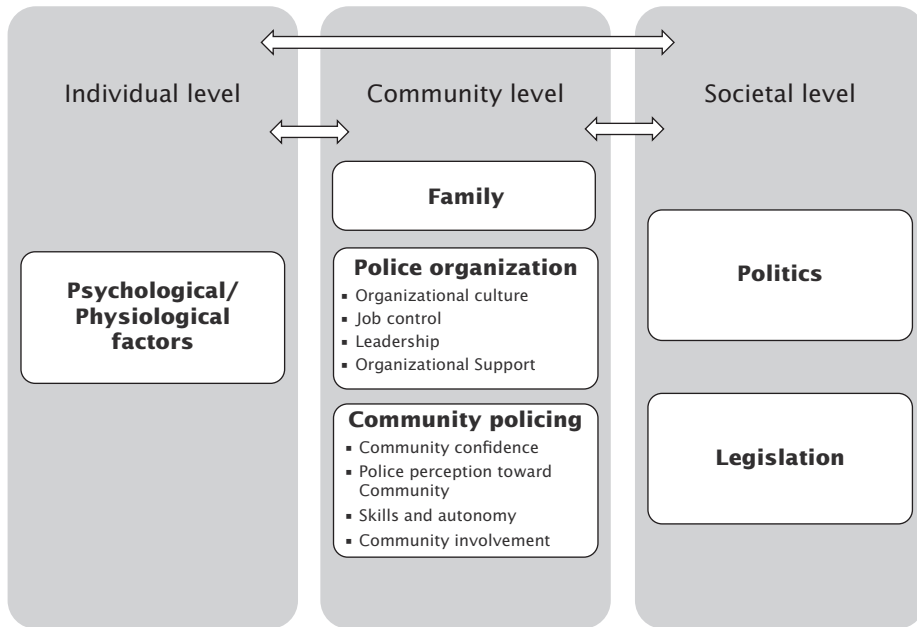 Individual level
Psychological/
Physiological
factors
Community level
Family
Police organization
▪ Organizational culture
▪ Job control
▪ Leadership
▪ Organizational Support
Community policing
▪ Community confidence
▪ Police perception toward
Community
▪ Skills and autonomy
▪ Community involvement
Societal level
Politics
Legislation